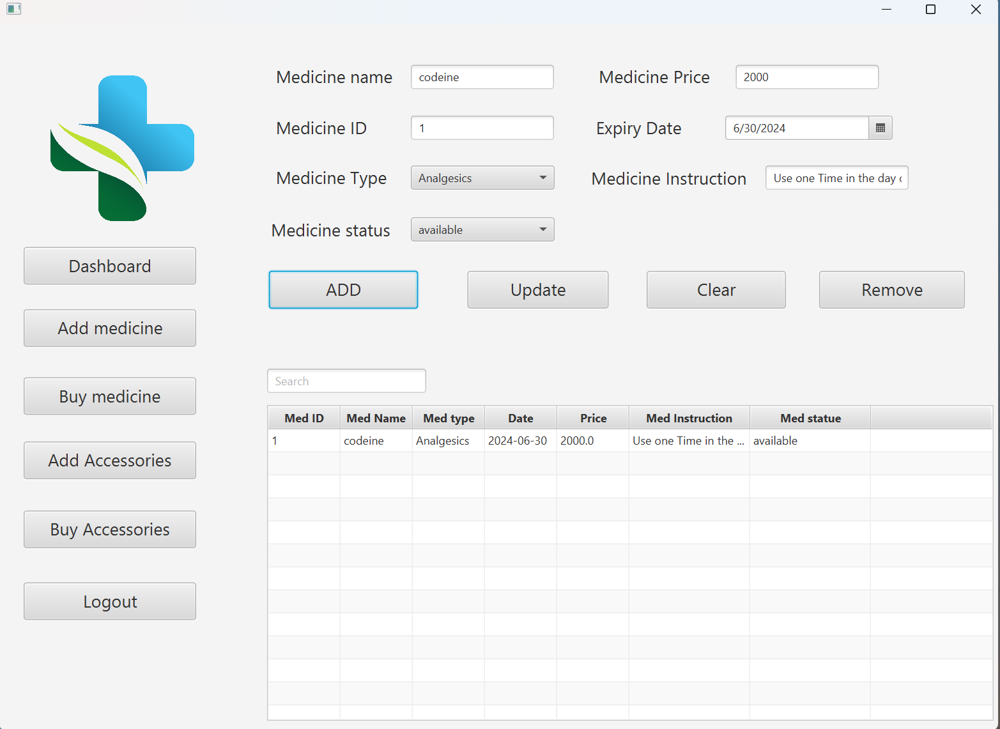 Medicine name codeine Medicine Price 2000
Medicine ID 1 Expiry Date 6/30/2024
Medicine Type Analgesics Medicine Instruction Use one Time in the day
Medicine status available
ADD Update Clear Remove
Dashboard
Add medicine
Buy medicine
Add Accessories
Buy Accessories
Logout
Search
Med ID Med Name Med type Date Price Med Instruction Med statue
1 codeine Analgesics 2024-06-30 2000.0 Use one Time in the ... available